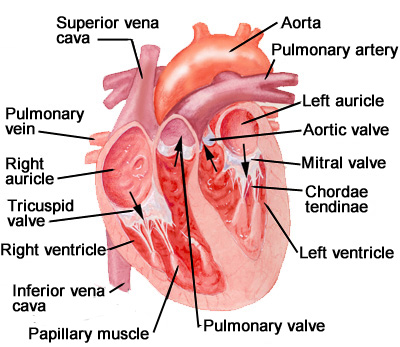 Superior vena
cava
Aorta
Pulmonary artery
Left auricle
Pulmonary
vein
Aortic valve
Right
auricle
Mitral valve
Chordae
tendinae
Tricuspid
valve
Right ventricle
Left ventricle
Inferior vena
cava
Papillary muscle
Pulmonary valve